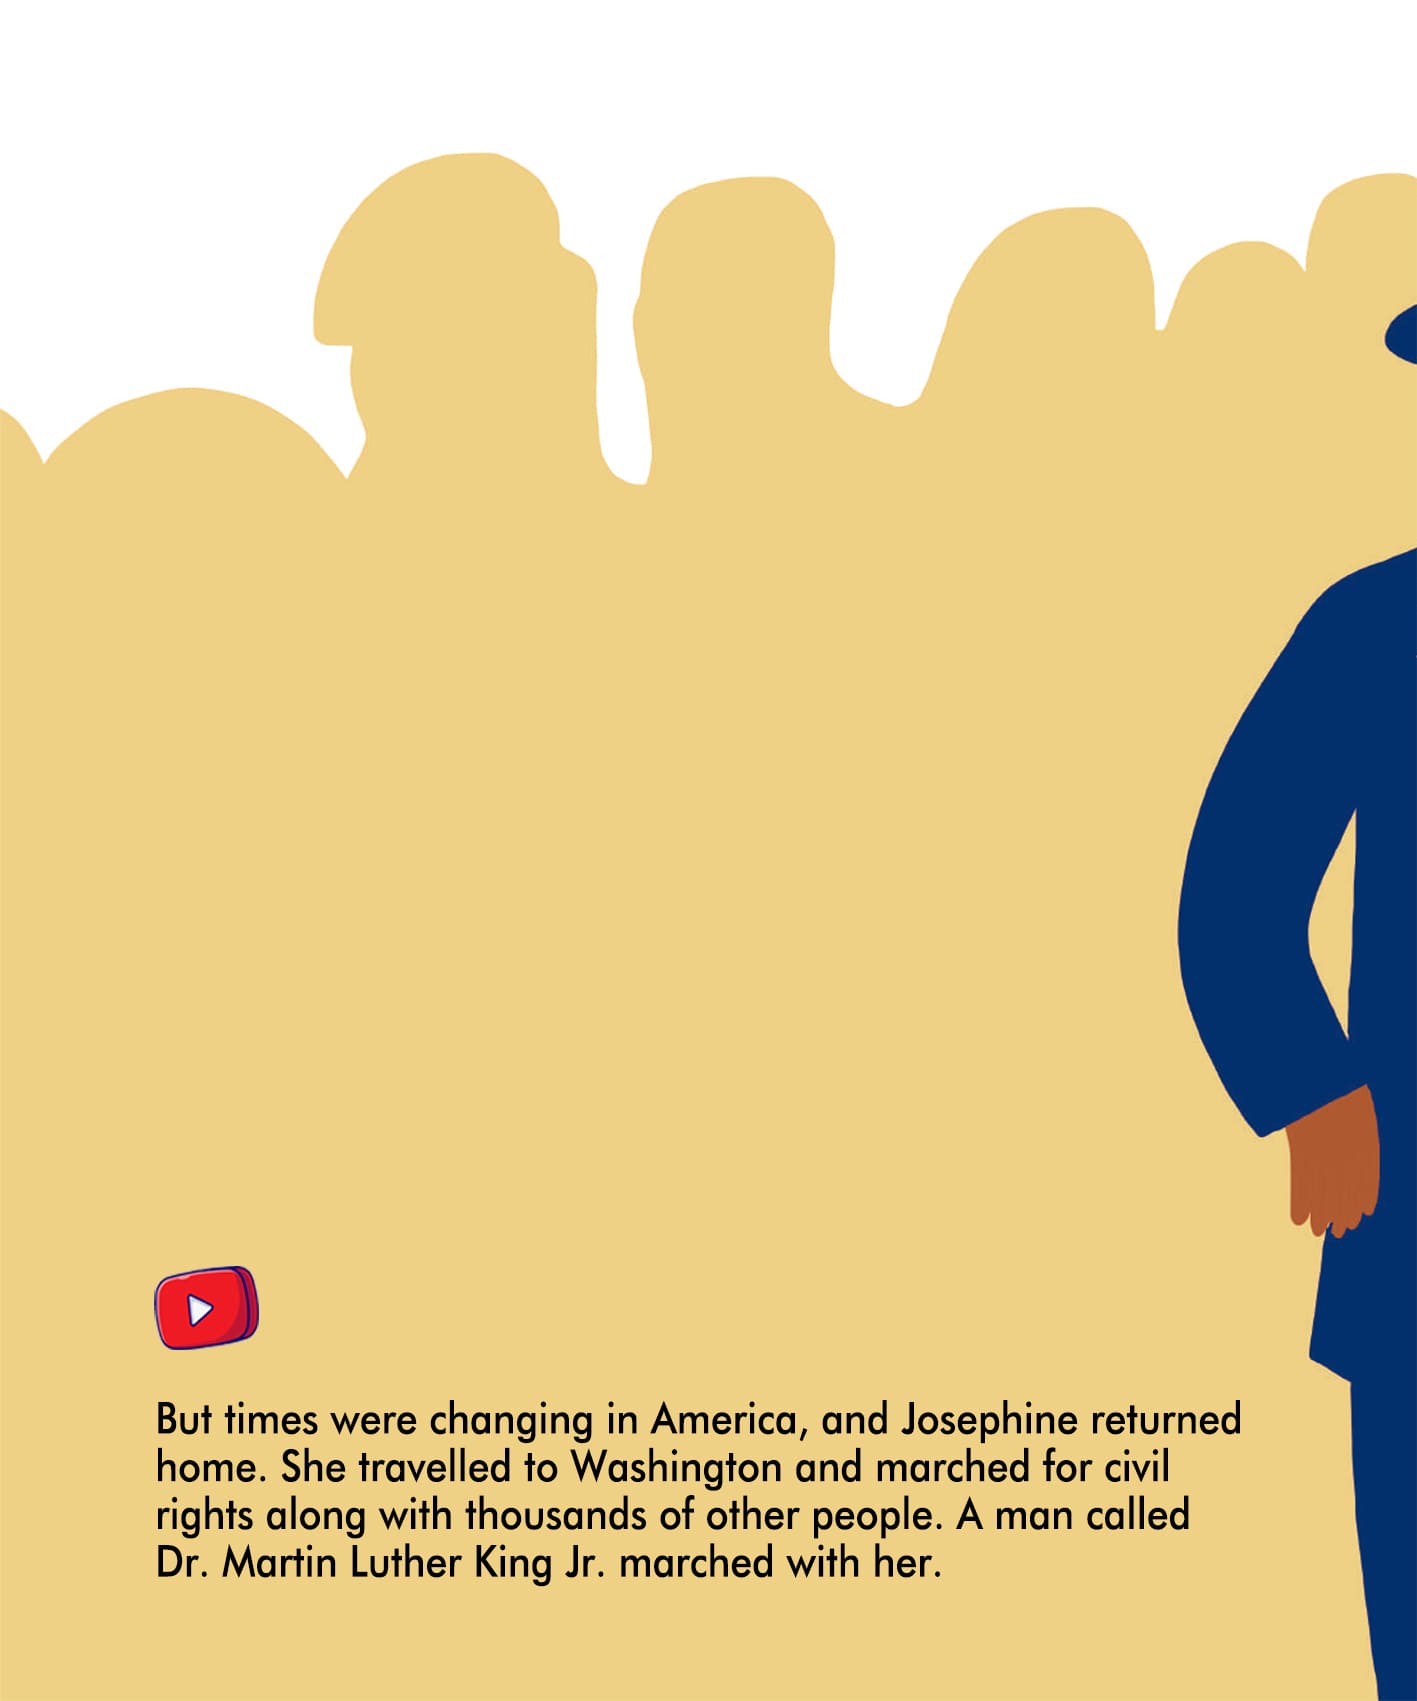 But times were changing in America, and Josephine returned
home. She travelled to Washington and marched for civil
rights along with thousands of other people. A man called
Dr. Martin Luther King Jr. marched with her.